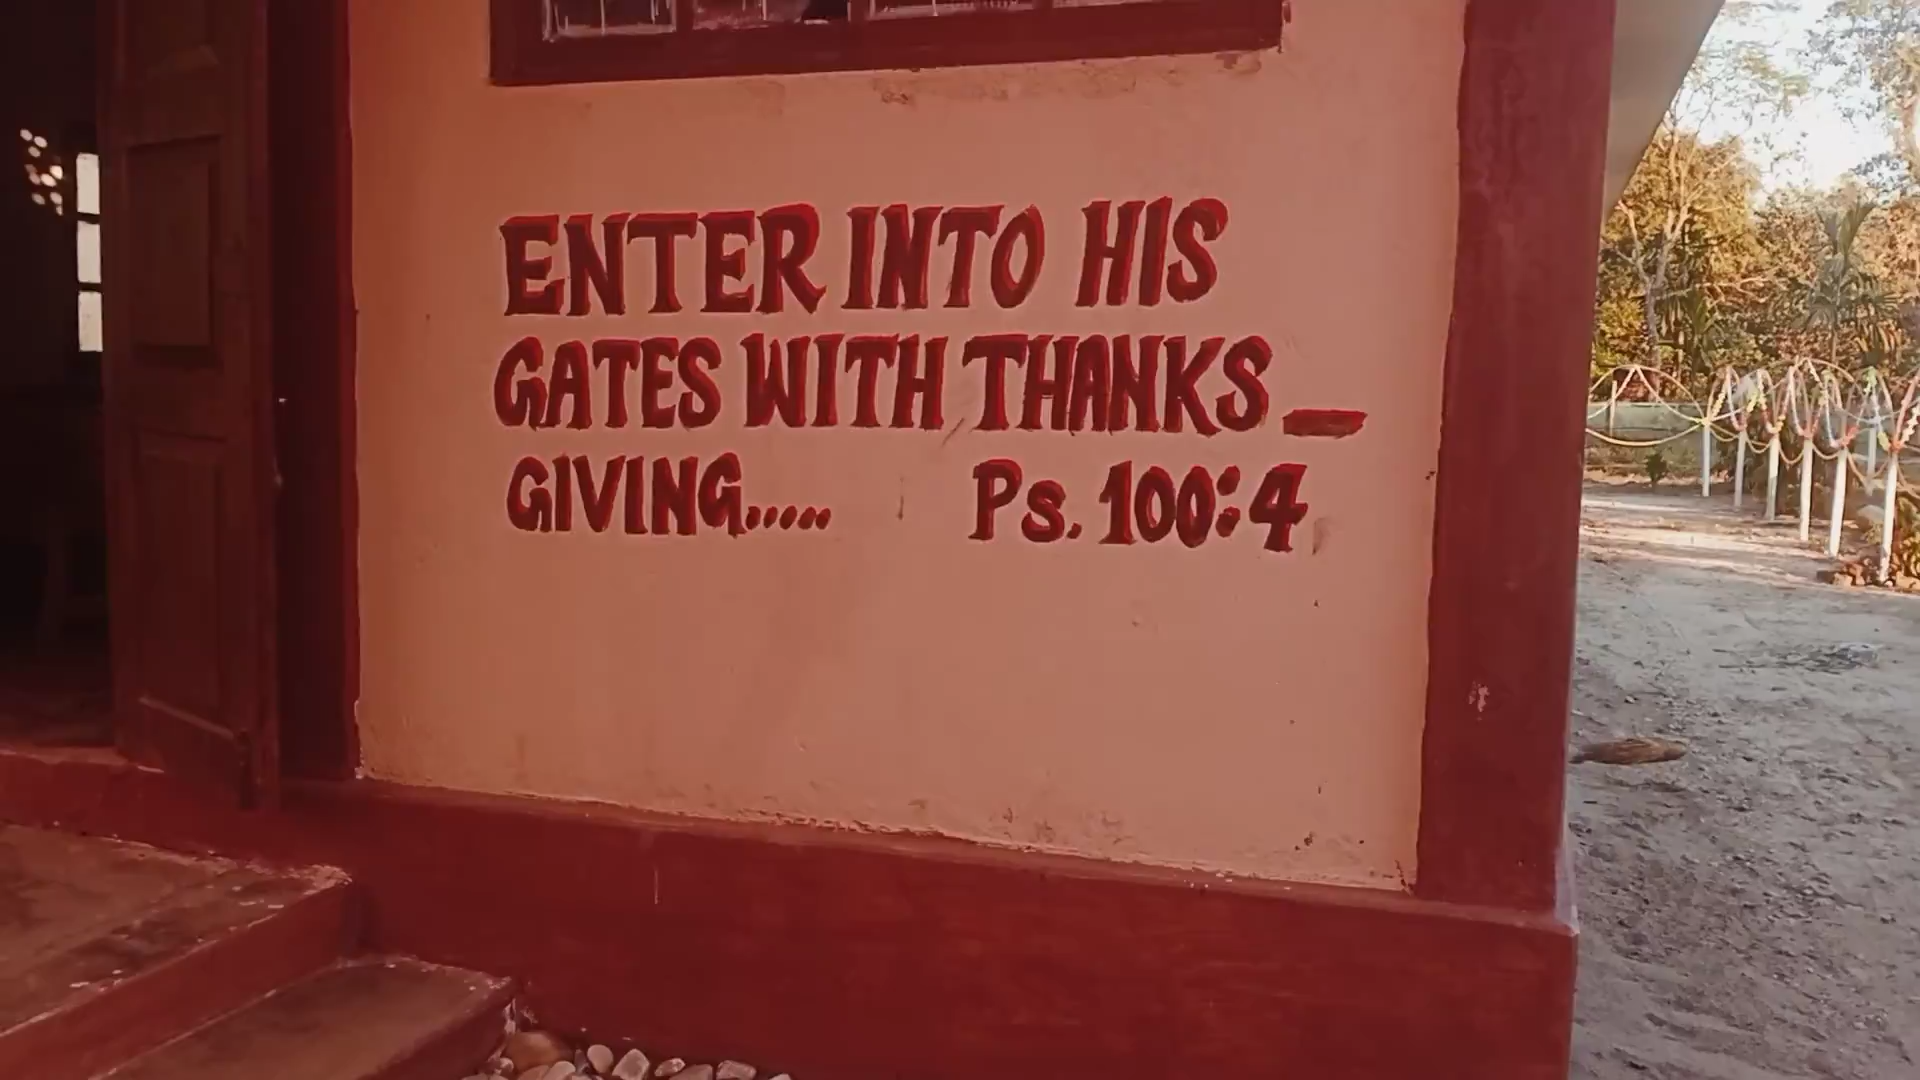 ENTER INTO HIS
GATES WITH THANKS_
GIVING..... Ps. 100:4